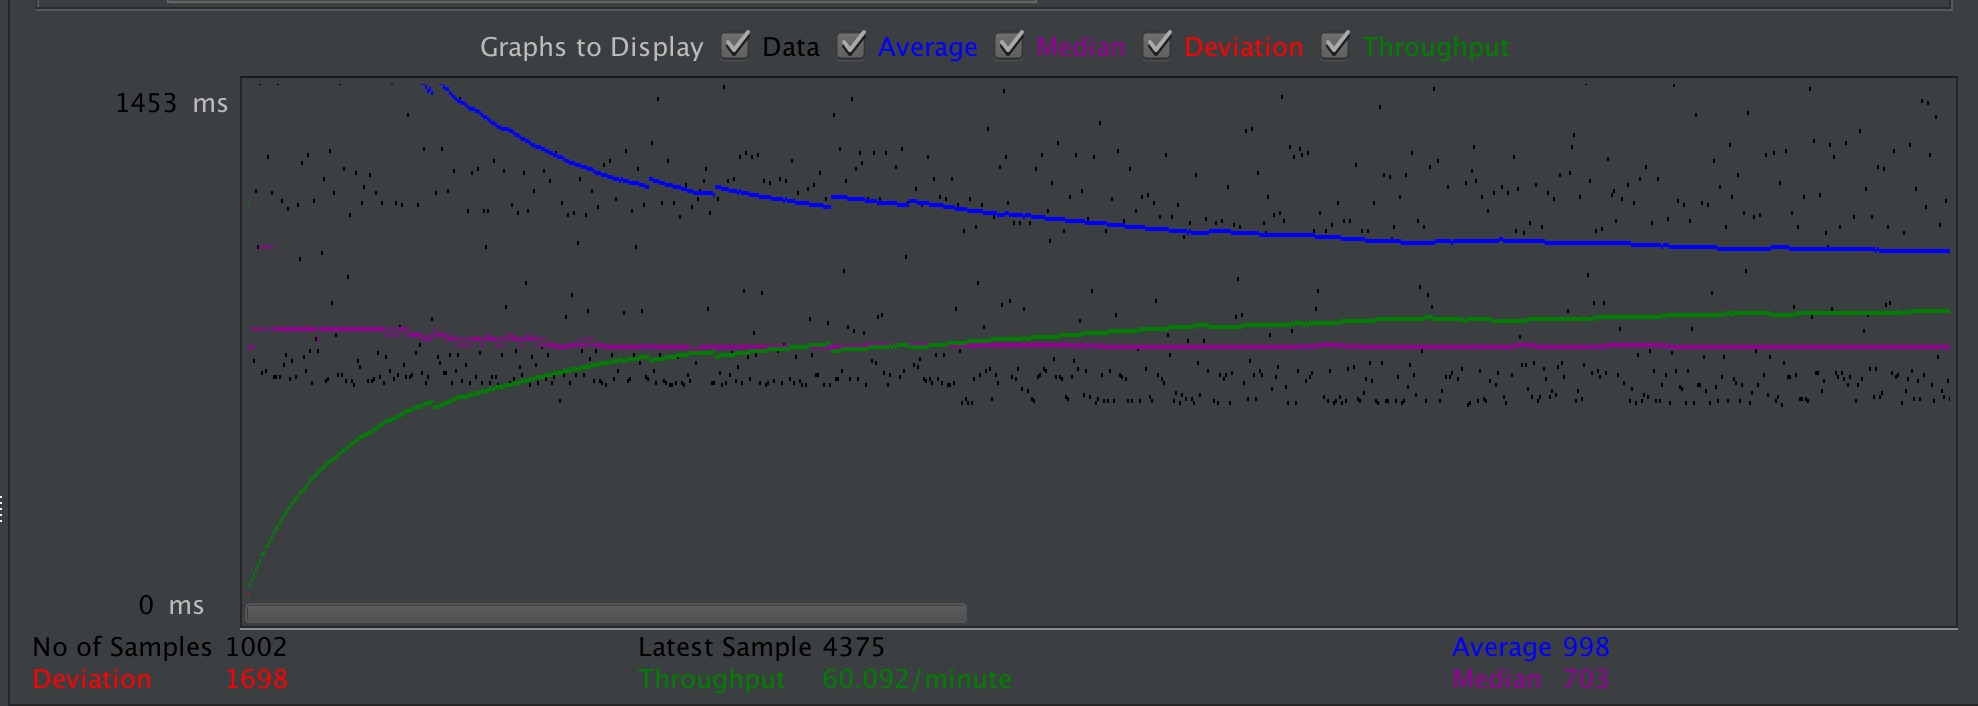 Graphs to Display Data Average Median Deviation Throughput
1453 ms
0 ms
No of Samples 1002 Latest Sample 4375 Average 998
Deviation 1698 Throughput 60.092/minute Median 703